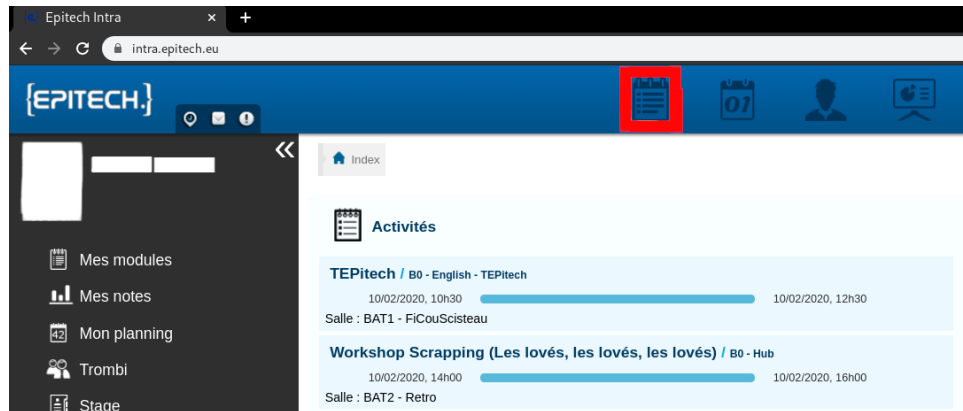 Epitech Intra
intra.epitech.eu
{EPITECH.}
01
Index
Activités
Mes modules
Mes notes
42 Mon planning
Trombi
Stage
TEPitech / B0 - English - TEPitech
10/02/2020, 10h30 10/02/2020, 12h30
Salle : BAT1 - FiCouScisteau
Workshop Scrapping (Les lovés, les lovés, les lovés) / B0 - Hub
10/02/2020, 14h00 10/02/2020, 16h00
Salle : BAT2 - Retro